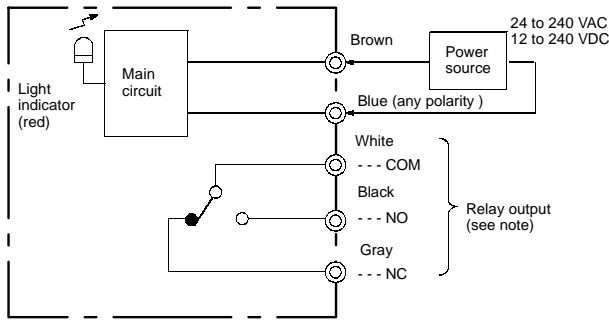 24 to 240 VAC
12 to 240 VDC
Brown
Power
source
Main
circuit
Light
indicator
(red)
Blue (any polarity )
White
- - - COM
Black
- - - NO
Relay output
(see note)
Gray
- - - NC